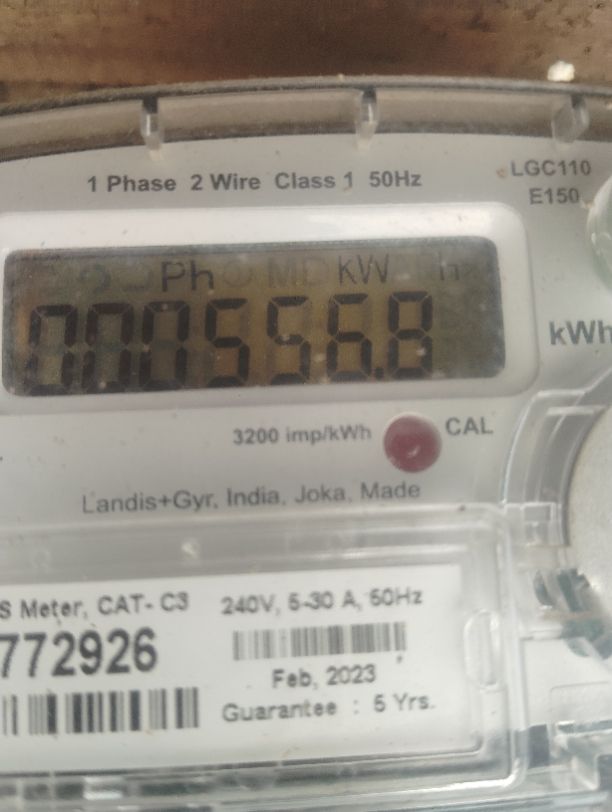 1 Phase 2 Wire Class 1 50Hz
LGC110
E150
Ph MD KW h
000556.8
kWh
3200 imp/kWh
CAL
Landis+Gyr, India, Joka, Made
S Meter, CAT- C3
772926
240V, 5-30 A, 50Hz
Feb, 2023
Guarantee : 5 Yrs.